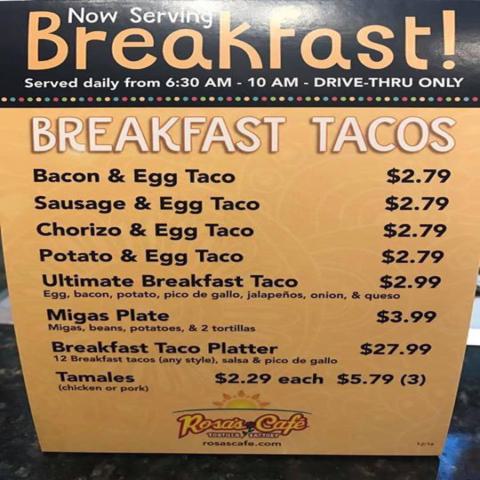 Now Serving
Breakfast!
Served daily from 6:30 AM - 10 AM - DRIVE-THRU ONLY
BREAKFAST TACOS
Bacon & Egg Taco $2.79
Sausage & Egg Taco $2.79
Chorizo & Egg Taco $2.79
Potato & Egg Taco $2.79
Ultimate Breakfast Taco $2.99
Egg, bacon, potato, pico de gallo, jalapeños, onion, & queso
Migas Plate $3.99
Migas, beans, potatoes, & 2 tortillas
Breakfast Taco Platter $27.99
12 Breakfast tacos (any style), salsa & pico de gallo
Tamales $2.29 each $5.79 (3)
(chicken or pork)
Rosa's Café
TORTILLA FACTORY
rosascafe.com